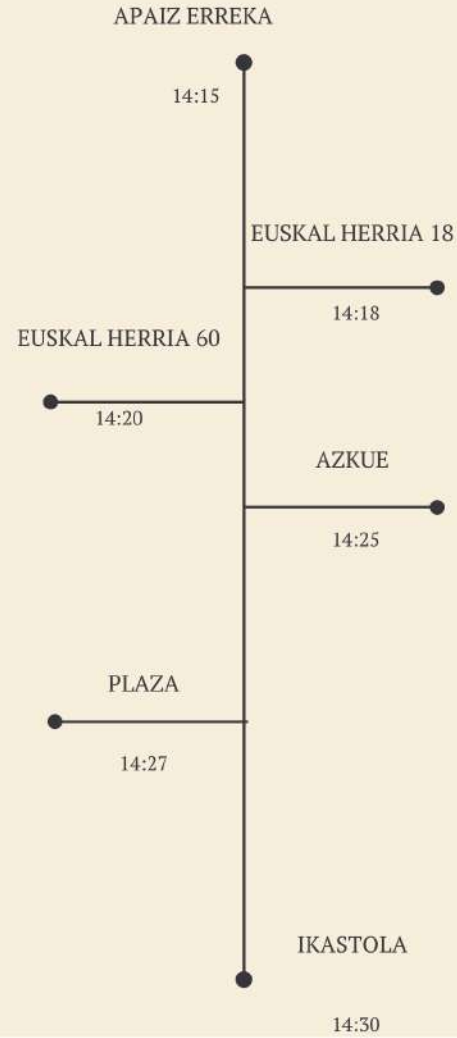 APAIZ ERREKA
14:15
EUSKAL HERRIA 18
14:18
EUSKAL HERRIA 60
14:20
AZKUE
14:25
PLAZA
14:27
IKASTOLA
14:30